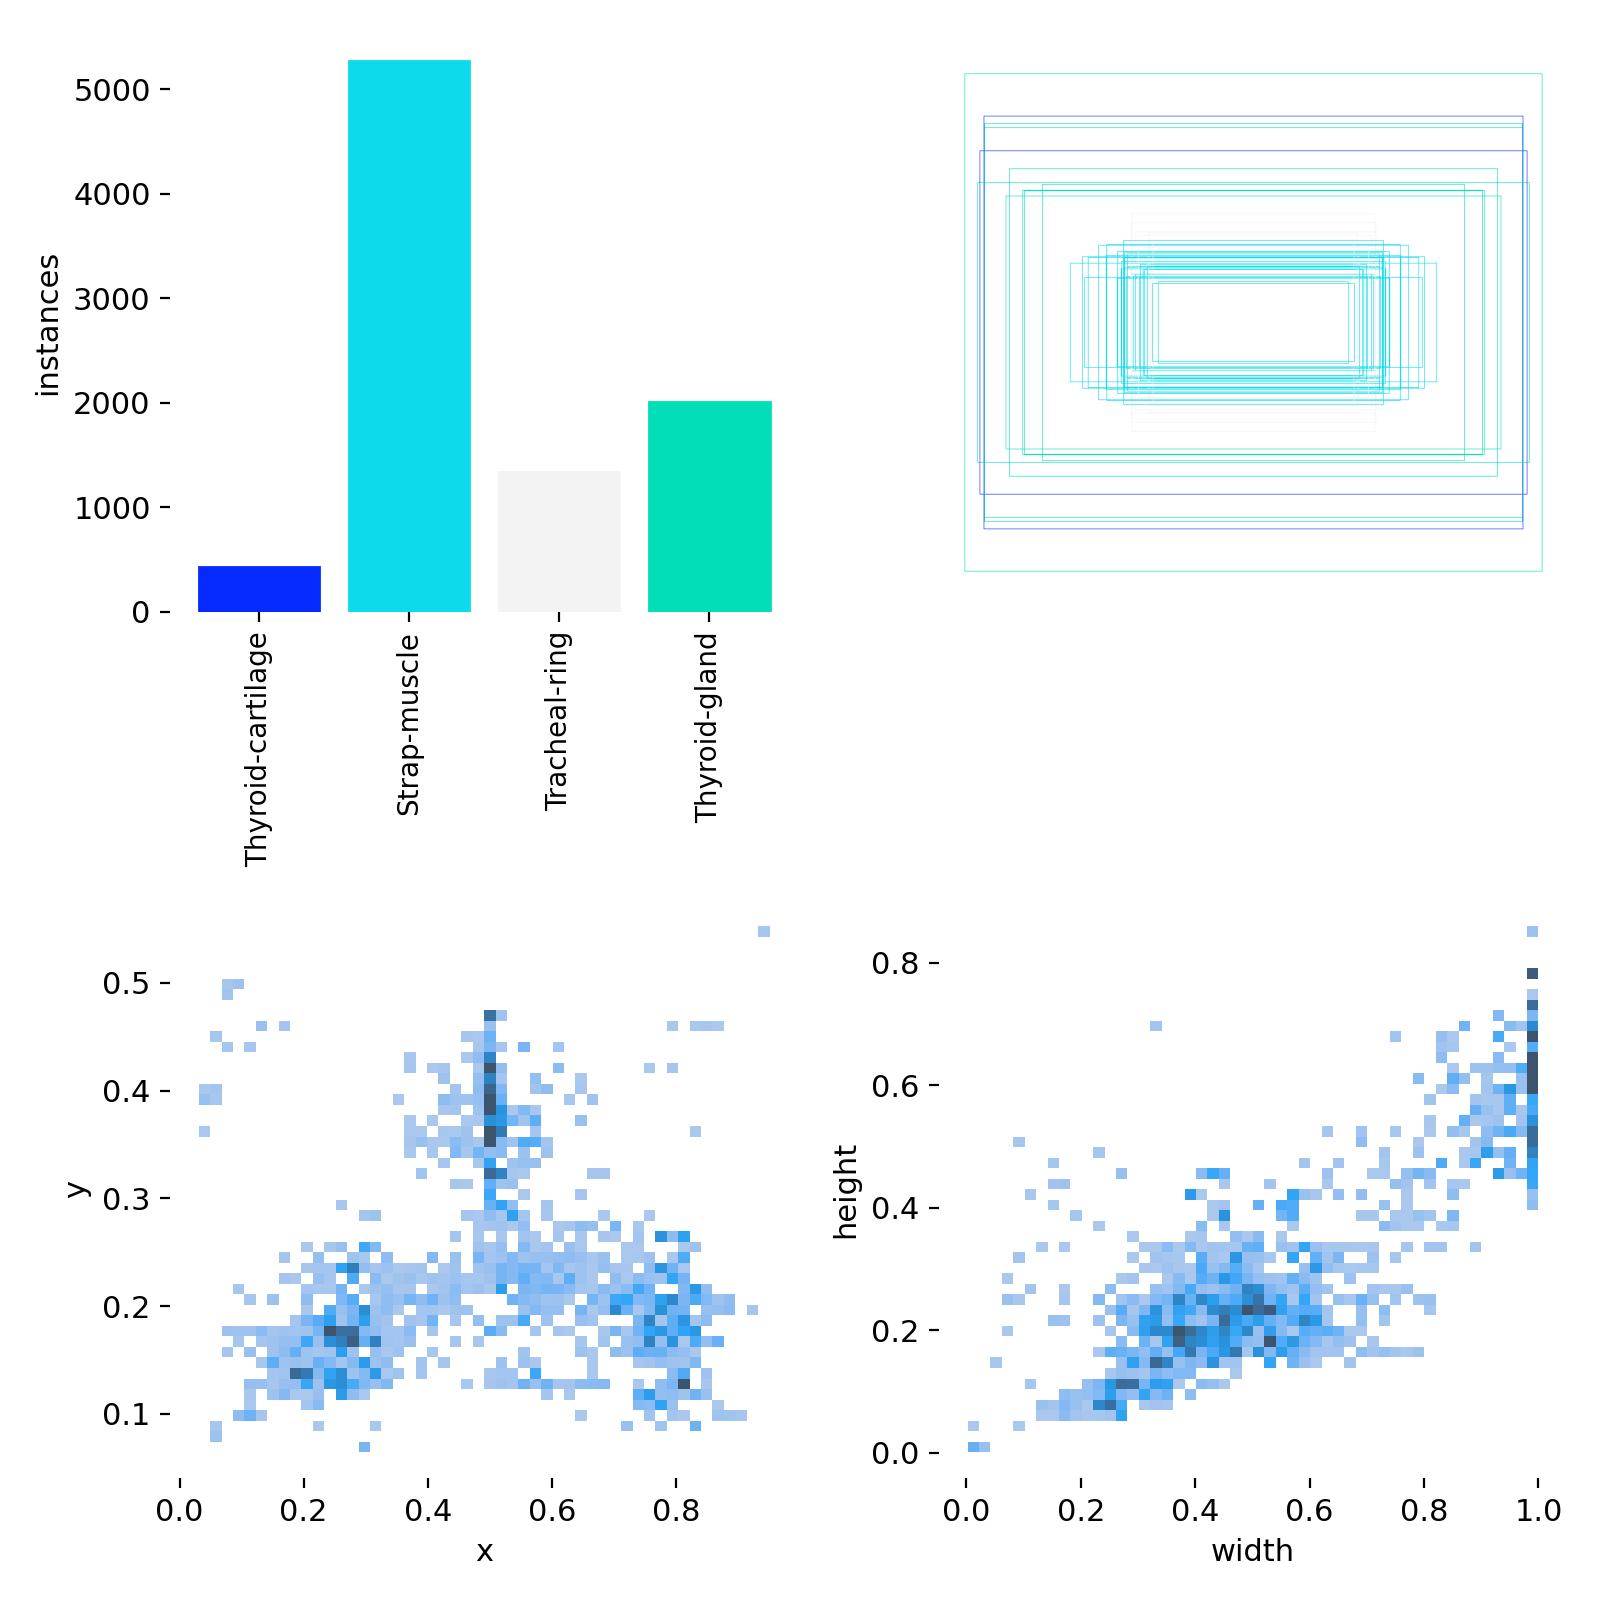 5000
4000
3000
2000
1000
0
instances
Thyroid-cartilage
Strap-muscle
Tracheal-ring
Thyroid-gland
0.5
0.4
0.3
0.2
0.1
y
0.0 0.2 0.4 0.6 0.8
x
0.8
0.6
0.4
0.2
0.0
height
0.0 0.2 0.4 0.6 0.8 1.0
width